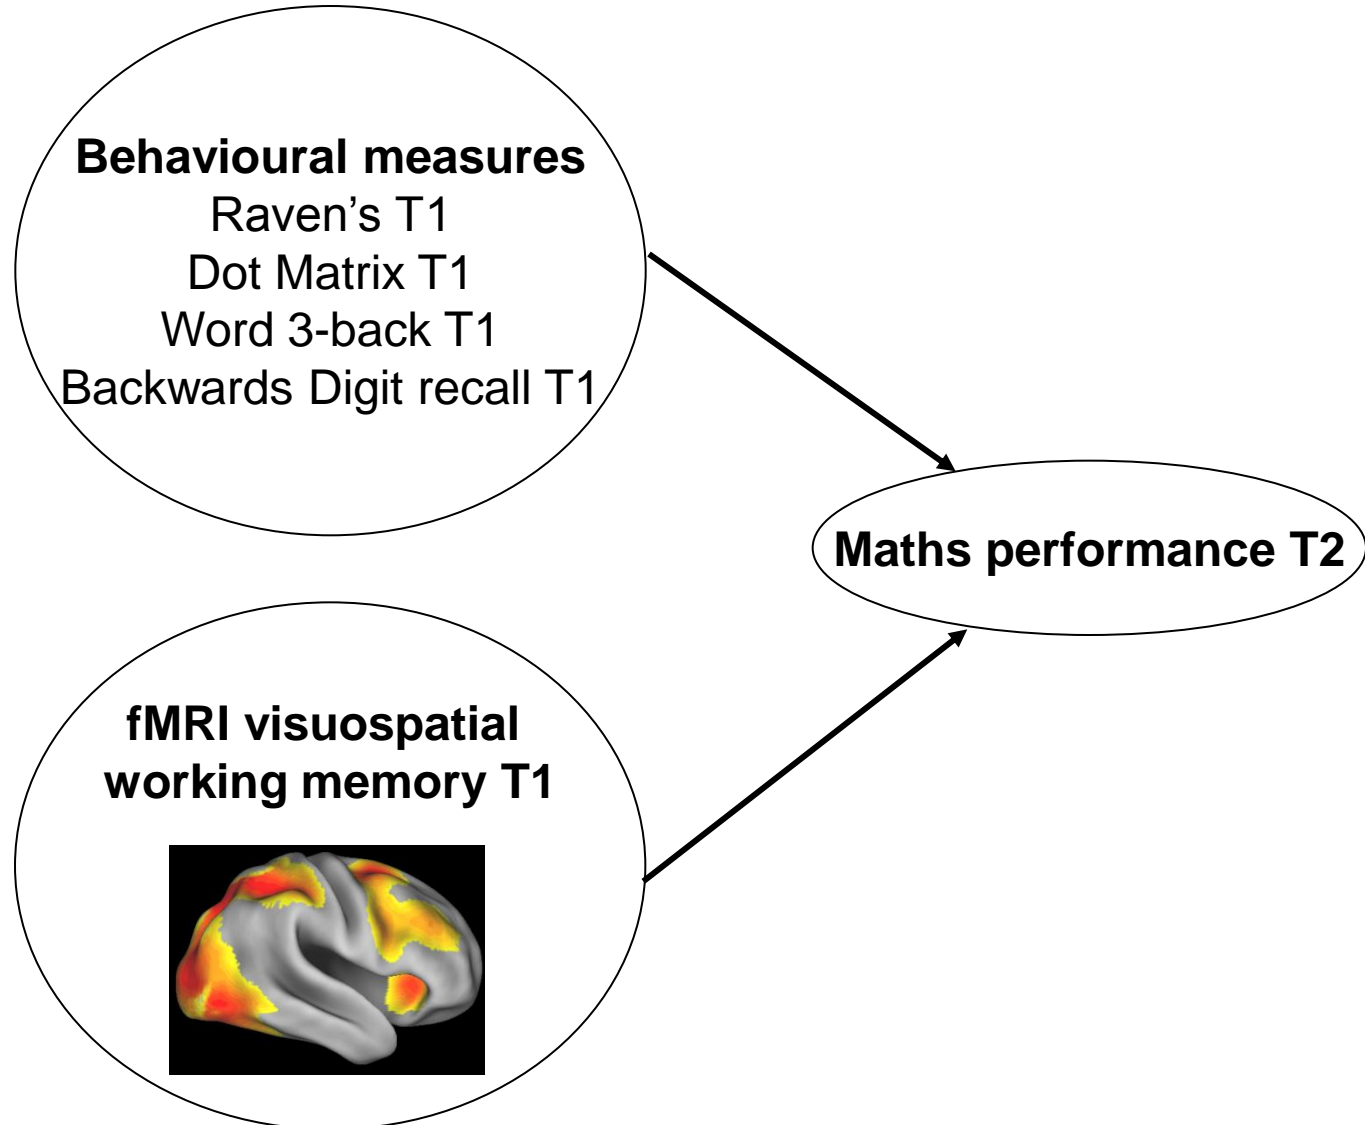 Behavioural measures
Raven’s T1
Dot Matrix T1
Word 3-back T1
Backwards Digit recall T1
Maths performance T2
fMRI visuospatial
working memory T1